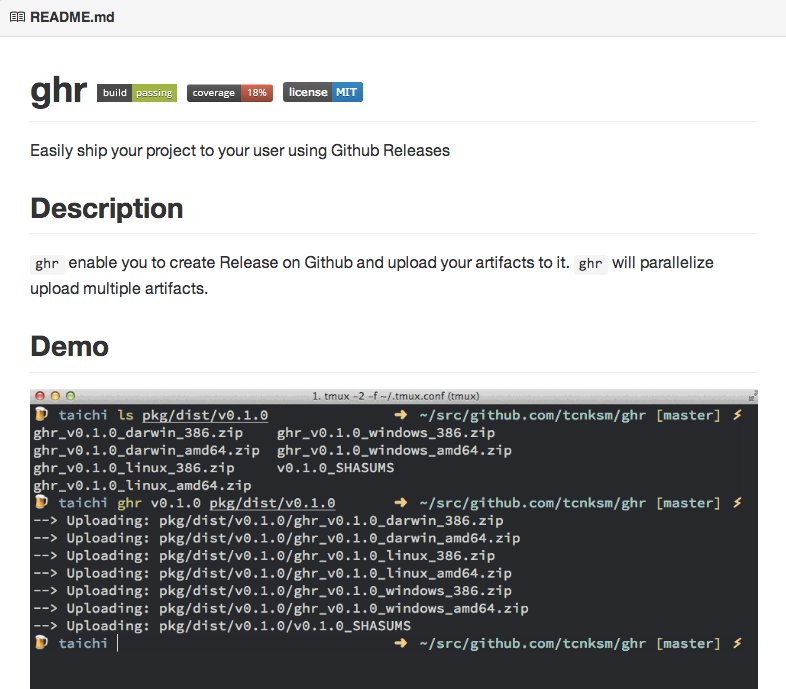 README.md
ghr build passing coverage 18% license MIT
Easily ship your project to your user using Github Releases
Description
ghr enable you to create Release on Github and upload your artifacts to it. ghr will parallelize
upload multiple artifacts.
Demo
1. tmux -2 -f ~/.tmux.conf (tmux)
taichi ls pkg/dist/v0.1.0 ➜ ~/src/github.com/tcnksm/ghr [master] ⚡
ghr_v0.1.0_darwin_386.zip ghr_v0.1.0_windows_386.zip
ghr_v0.1.0_darwin_amd64.zip ghr_v0.1.0_windows_amd64.zip
ghr_v0.1.0_linux_386.zip v0.1.0_SHASUMS
ghr_v0.1.0_linux_amd64.zip
taichi ghr v0.1.0 pkg/dist/v0.1.0 ➜ ~/src/github.com/tcnksm/ghr [master] ⚡
--> Uploading: pkg/dist/v0.1.0/ghr_v0.1.0_darwin_386.zip
--> Uploading: pkg/dist/v0.1.0/ghr_v0.1.0_darwin_amd64.zip
--> Uploading: pkg/dist/v0.1.0/ghr_v0.1.0_linux_386.zip
--> Uploading: pkg/dist/v0.1.0/ghr_v0.1.0_linux_amd64.zip
--> Uploading: pkg/dist/v0.1.0/ghr_v0.1.0_windows_386.zip
--> Uploading: pkg/dist/v0.1.0/ghr_v0.1.0_windows_amd64.zip
--> Uploading: pkg/dist/v0.1.0/v0.1.0_SHASUMS
taichi ➜ ~/src/github.com/tcnksm/ghr [master] ⚡